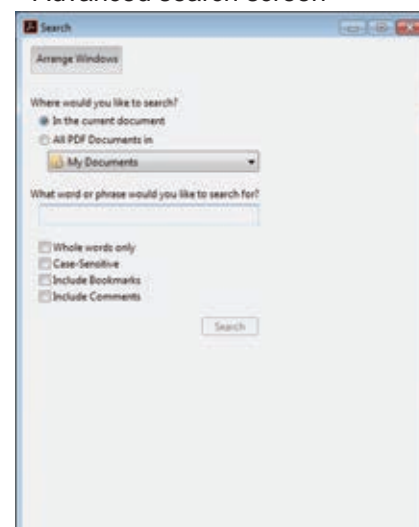 Advanced search screen
Search
Arrange Windows
Where would you like to search?
In the current document
All PDF Documents in
My Documents
What word or phrase would you like to search for?
Whole words only
Case-Sensitive
Include Bookmarks
Include Comments
Search